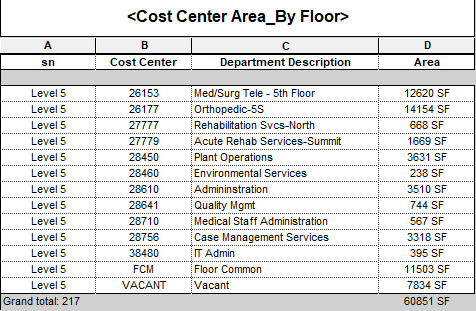 <Cost Center Area_By Floor>
A B C D
sn Cost Center Department Description Area
Level 5 26153 Med/Surg Tele - 5th Floor 12620 SF
Level 5 26177 Orthopedic-5S 14154 SF
Level 5 27777 Rehabilitation Svcs-North 668 SF
Level 5 27779 Acute Rehab Services-Summit 1669 SF
Level 5 28450 Plant Operations 3631 SF
Level 5 28460 Environmental Services 238 SF
Level 5 28610 Admininstration 3510 SF
Level 5 28641 Quality Mgmt 744 SF
Level 5 28710 Medical Staff Administration 567 SF
Level 5 28756 Case Management Services 3318 SF
Level 5 38480 IT Admin 395 SF
Level 5 FCM Floor Common 11503 SF
Level 5 VACANT Vacant 7834 SF
Grand total: 217 60851 SF